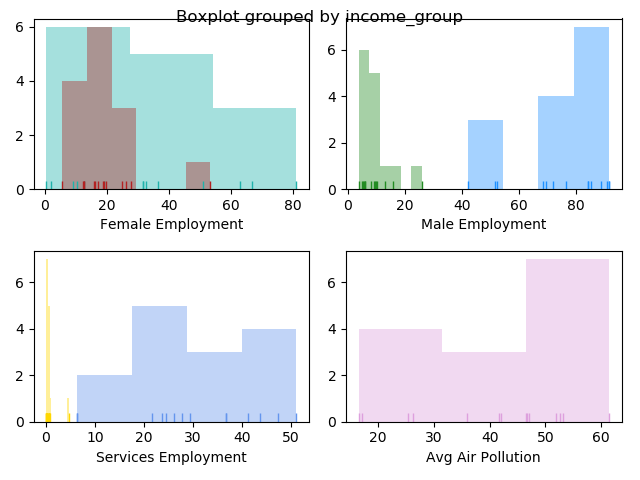 Boxplot grouped by income_group
6
4
2
0
0 20 40 60 80
Female Employment
6
4
2
0
0 20 40 60 80
Male Employment
6
4
2
0
0 10 20 30 40 50
Services Employment
6
4
2
0
20 30 40 50 60
Avg Air Pollution